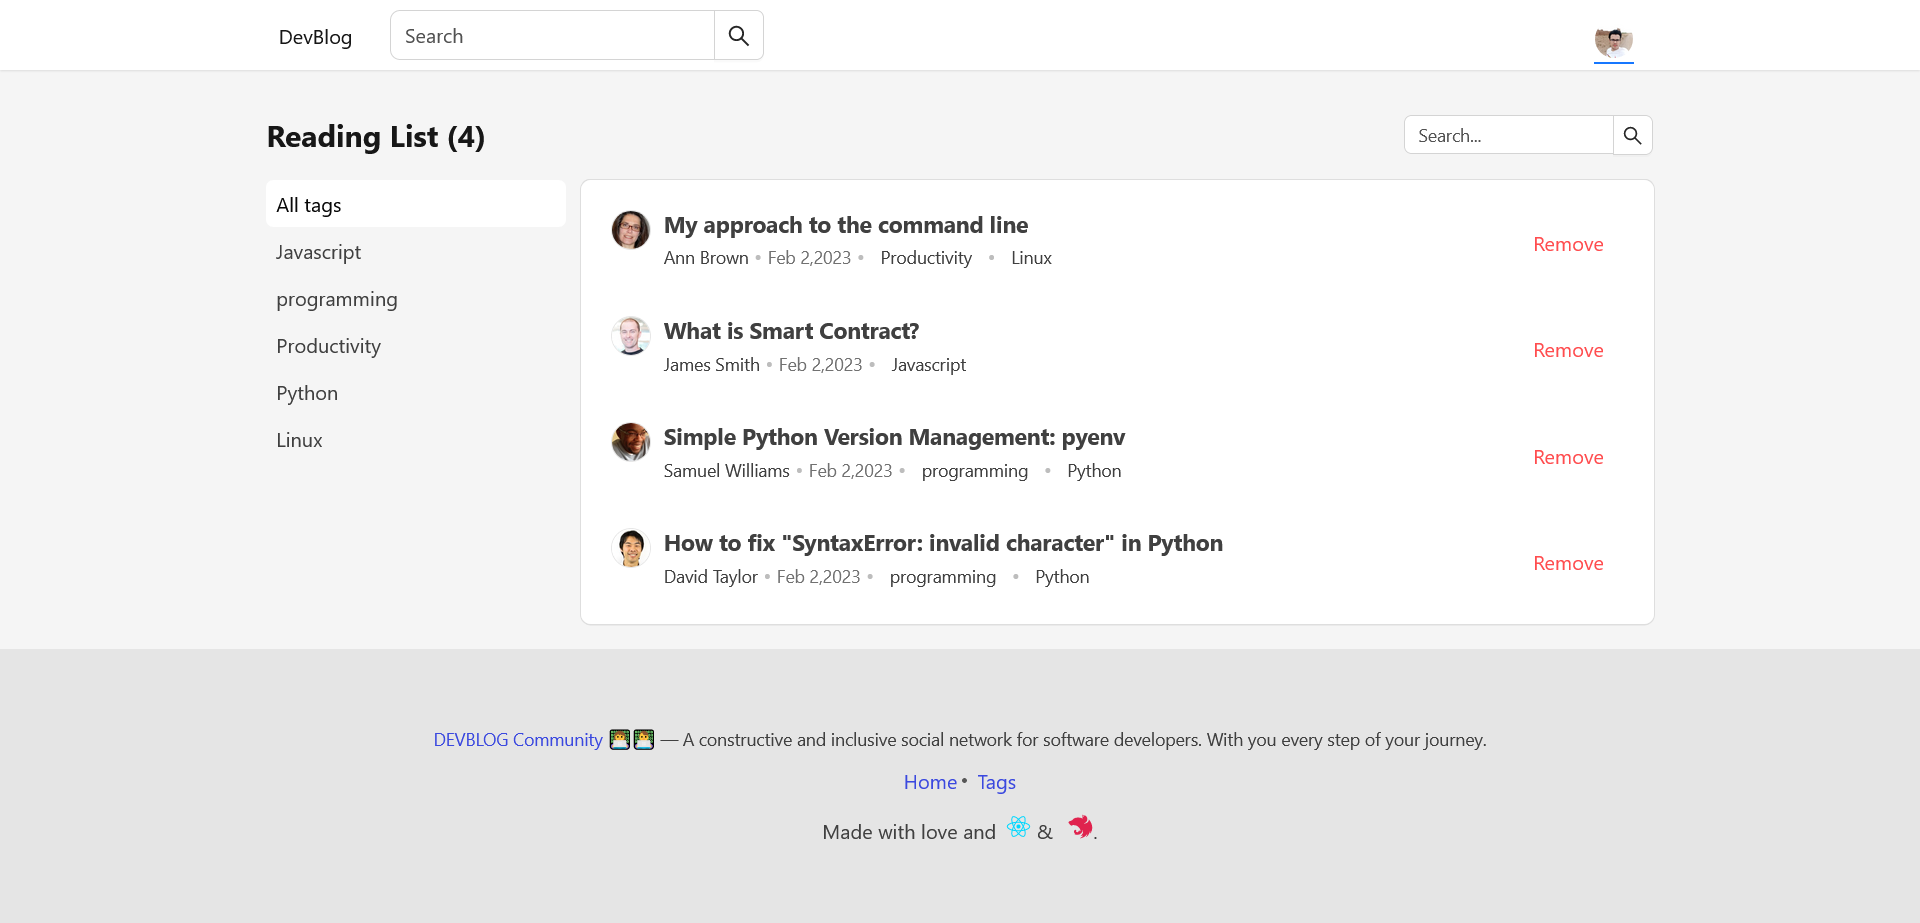 DevBlog
Search
Reading List (4)
Search...
All tags
Javascript
programming
Productivity
Python
Linux
My approach to the command line
Ann Brown • Feb 2,2023 • Productivity • Linux
Remove
What is Smart Contract?
James Smith • Feb 2,2023 • Javascript
Remove
Simple Python Version Management: pyenv
Samuel Williams • Feb 2,2023 • programming • Python
Remove
How to fix "SyntaxError: invalid character" in Python
David Taylor • Feb 2,2023 • programming • Python
Remove
DEVBLOG Community 👨‍💻👨‍💻 — A constructive and inclusive social network for software developers. With you every step of your journey.
Home • Tags
Made with love and & .